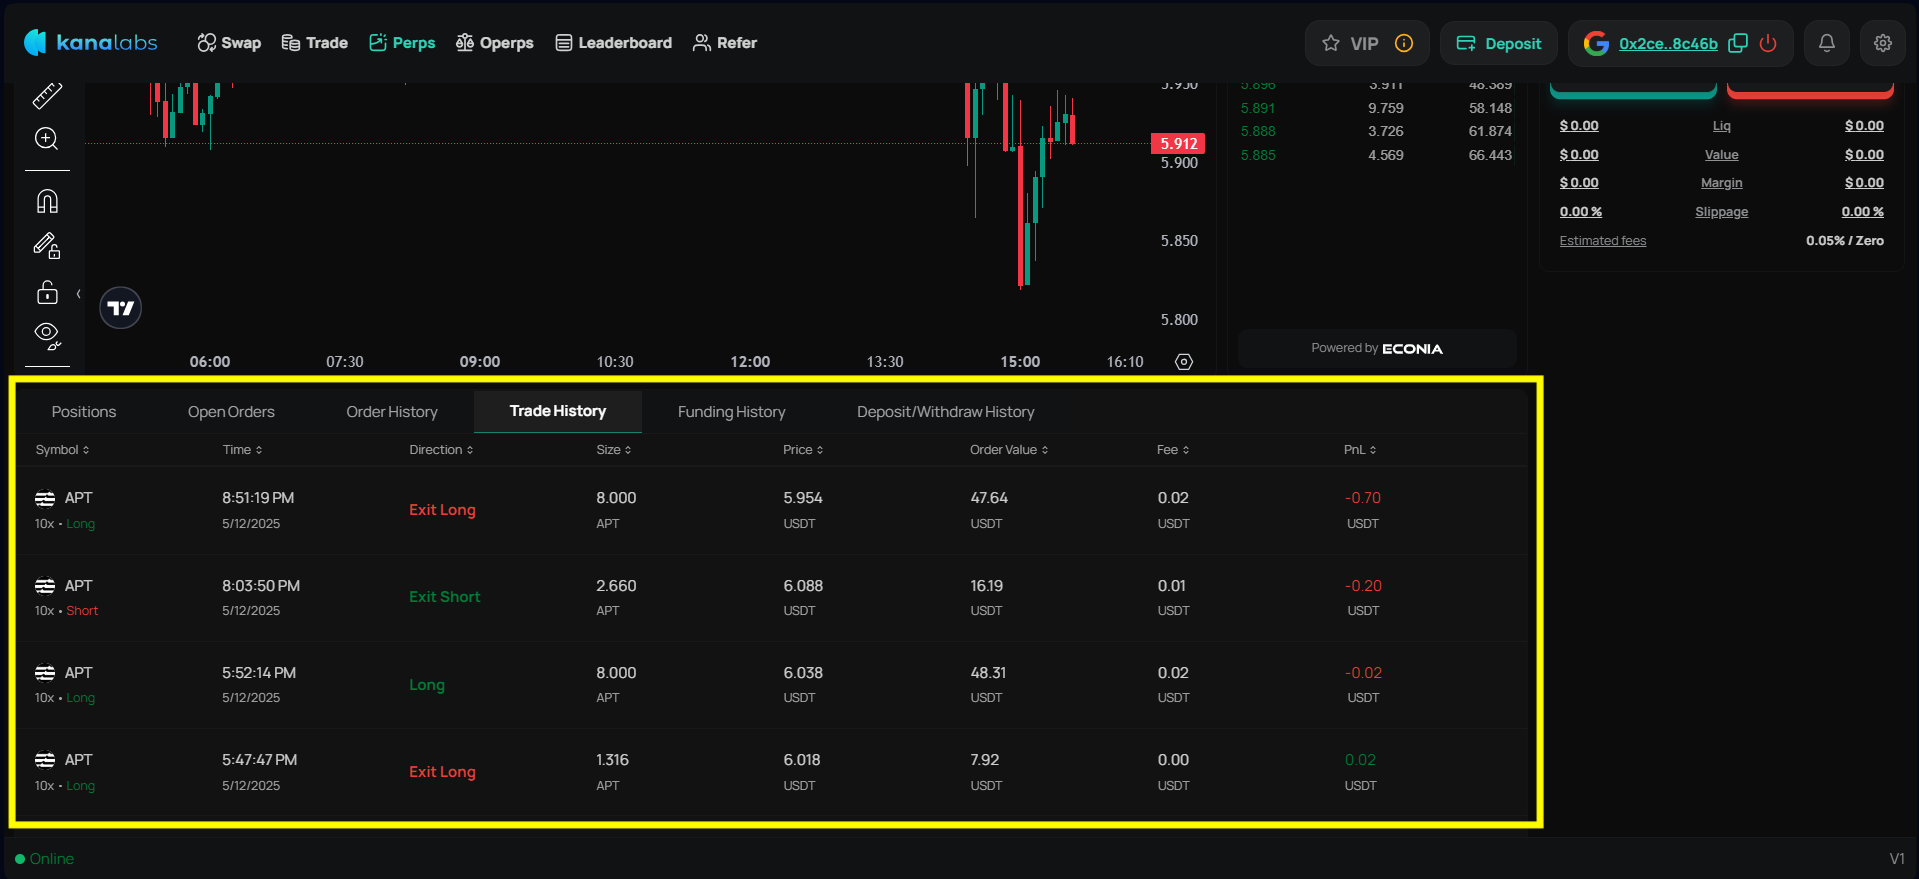 kanalabs Swap Trade Perps Operps Leaderboard Refer VIP Deposit 0x2ce..8c46b
5.950
5.912
5.900
5.850
5.800
06:00 07:30 09:00 10:30 12:00 13:30 15:00 16:10
5.896 3.911 48.389
5.891 9.759 58.148
5.888 3.726 61.874
5.885 4.569 66.443
Powered by ECONIA
$ 0.00 Liq $ 0.00
$ 0.00 Value $ 0.00
$ 0.00 Margin $ 0.00
0.00 % Slippage 0.00 %
Estimated fees 0.05% / Zero
Positions Open Orders Order History Trade History Funding History Deposit/Withdraw History
Symbol Time Direction Size Price Order Value Fee PnL
APT 8:51:19 PM Exit Long 8.000 5.954 47.64 0.02 -0.70
10x • Long 5/12/2025 APT USDT USDT USDT USDT
APT 8:03:50 PM Exit Short 2.660 6.088 16.19 0.01 -0.20
10x • Short 5/12/2025 APT USDT USDT USDT USDT
APT 5:52:14 PM Long 8.000 6.038 48.31 0.02 -0.02
10x • Long 5/12/2025 APT USDT USDT USDT USDT
APT 5:47:47 PM Exit Long 1.316 6.018 7.92 0.00 0.02
10x • Long 5/12/2025 APT USDT USDT USDT USDT
Online V1